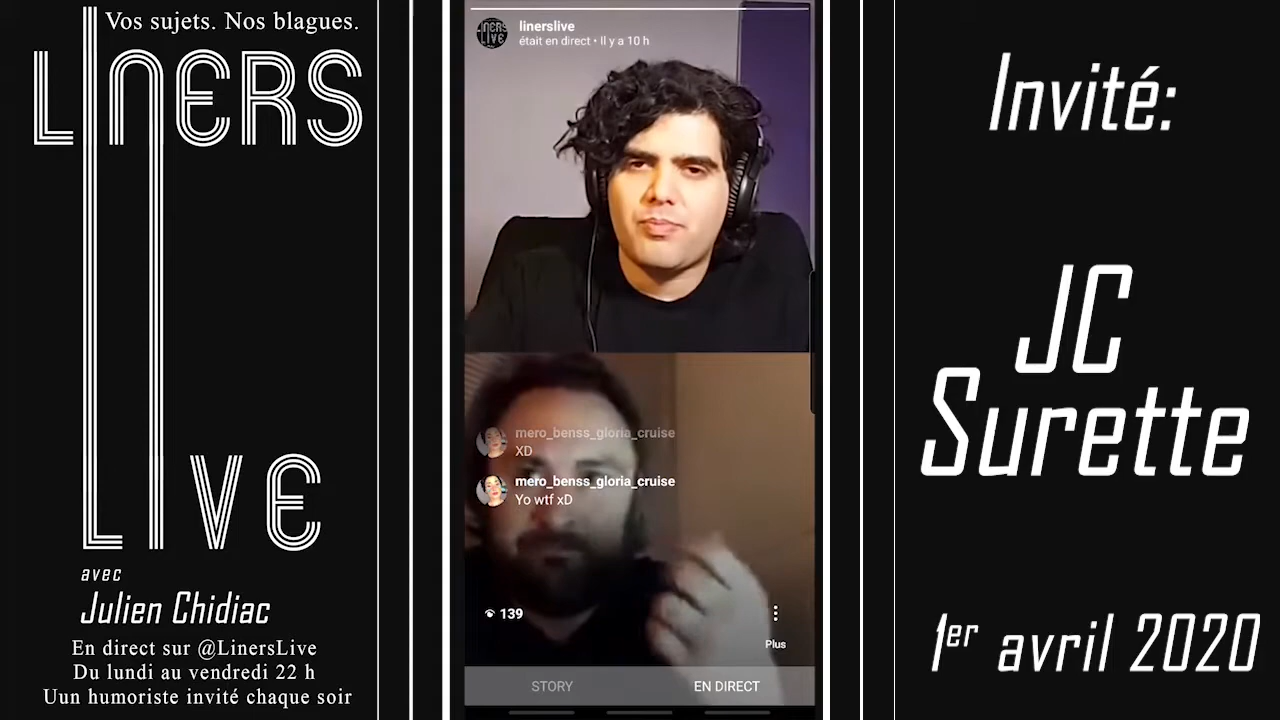 Vos sujets. Nos blagues.
LINERS
LIVE
avec
Julien Chidiac
En direct sur @LinersLive
Du lundi au vendredi 22 h
Uun humoriste invité chaque soir
LINERS
LIVE
linerslive
était en direct • Il y a 10 h
mero_benss_gloria_cruise
XD
mero_benss_gloria_cruise
Yo wtf xD
139
Plus
STORY
EN DIRECT
Invité:
JC
Surette
1er avril 2020